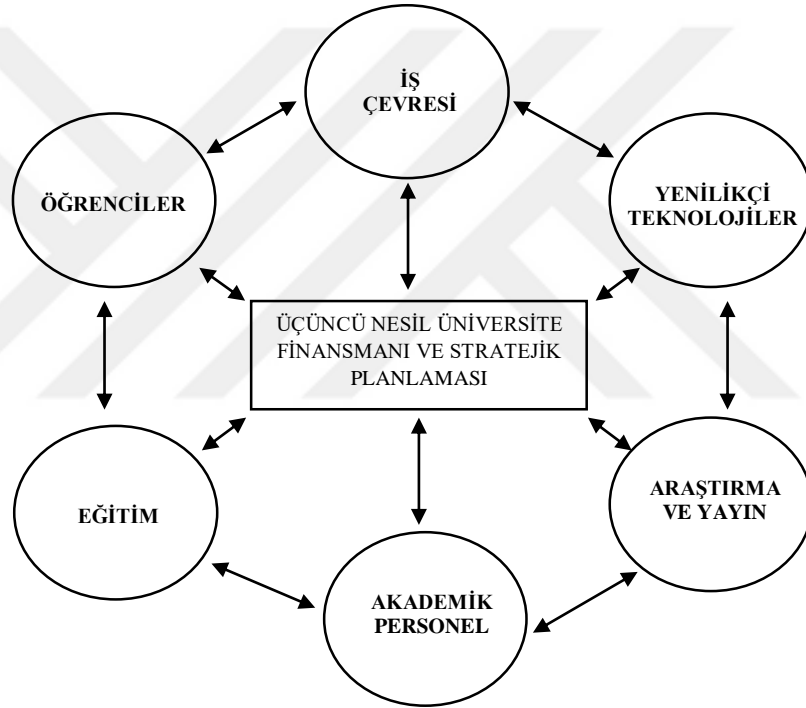 İŞ
ÇEVRESİ
ÖĞRENCİLER
YENİLİKÇİ
TEKNOLOJİLER
ÜÇÜNCÜ NESİL ÜNİVERSİTE
FİNANSMANI VE STRATEJİK
PLANLAMASI
EĞİTİM
ARAŞTIRMA
VE YAYIN
AKADEMİK
PERSONEL